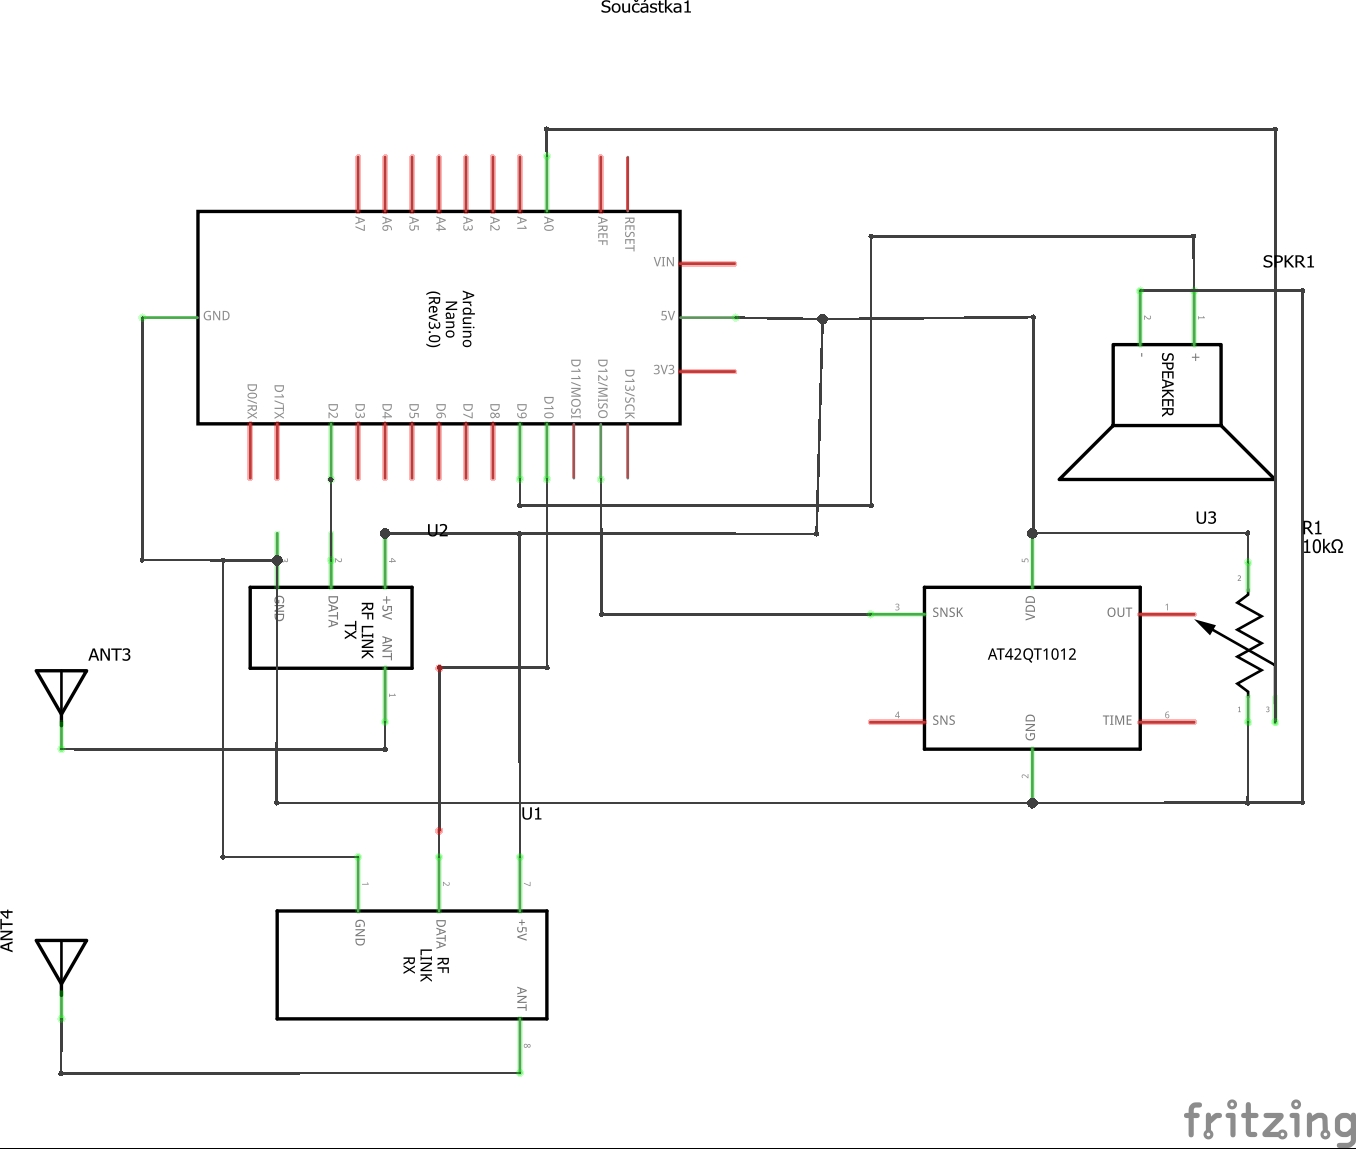 Součástka1
A7
A6
A5
A4
A3
A2
A1
A0
AREF
RESET
VIN
GND
Arduino
Nano
(Rev3.0)
5V
3V3
D0/RX
D1/TX
D2
D3
D4
D5
D6
D7
D8
D9
D10
D11/MOSI
D12/MISO
D13/SCK
SPKR1
2
1
-
+
SPEAKER
U2
3
2
4
GND
DATA
+5V
RF LINK
TX
ANT
1
ANT3
U3
R1
10kΩ
5
VDD
3
SNSK
OUT
1
AT42QT1012
4
SNS
TIME
6
GND
2
2
1
3
U1
1
2
7
GND
DATA
+5V
RF
LINK
RX
ANT
8
ANT4
fritzing